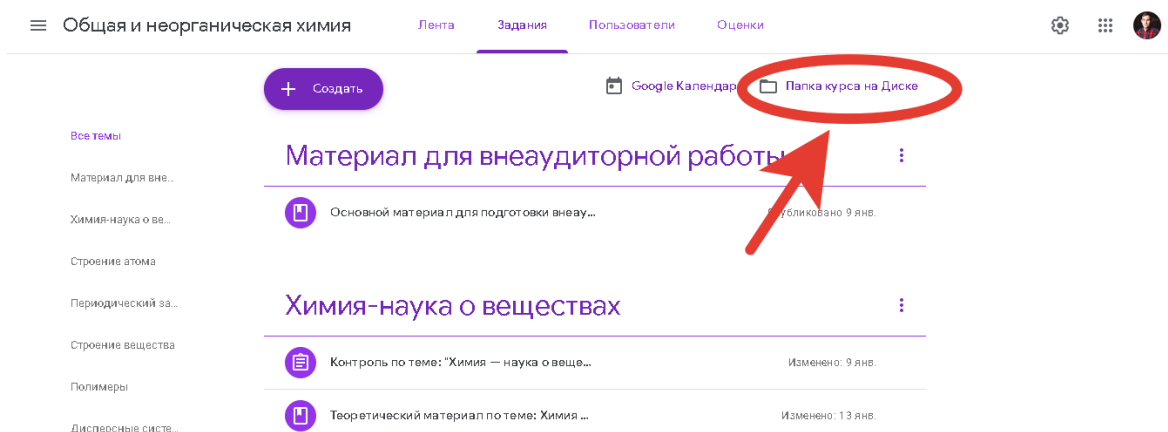 Общая и неорганическая химия
Лента Задания Пользователи Оценки
Создать
Google Календарь
Папка курса на Диске
Все темы
Материал для вне...
Химия-наука о ве...
Строение атома
Периодический за...
Строение вещества
Полимеры
Дисперсные систе...
Материал для внеаудиторной работы
Основной материал для подготовки внеау...
Опубликовано 9 янв.
Химия-наука о веществах
Контроль по теме: "Химия — наука о веще...
Изменено: 9 янв.
Теоретический материал по теме: Химия ...
Изменено: 13 янв.